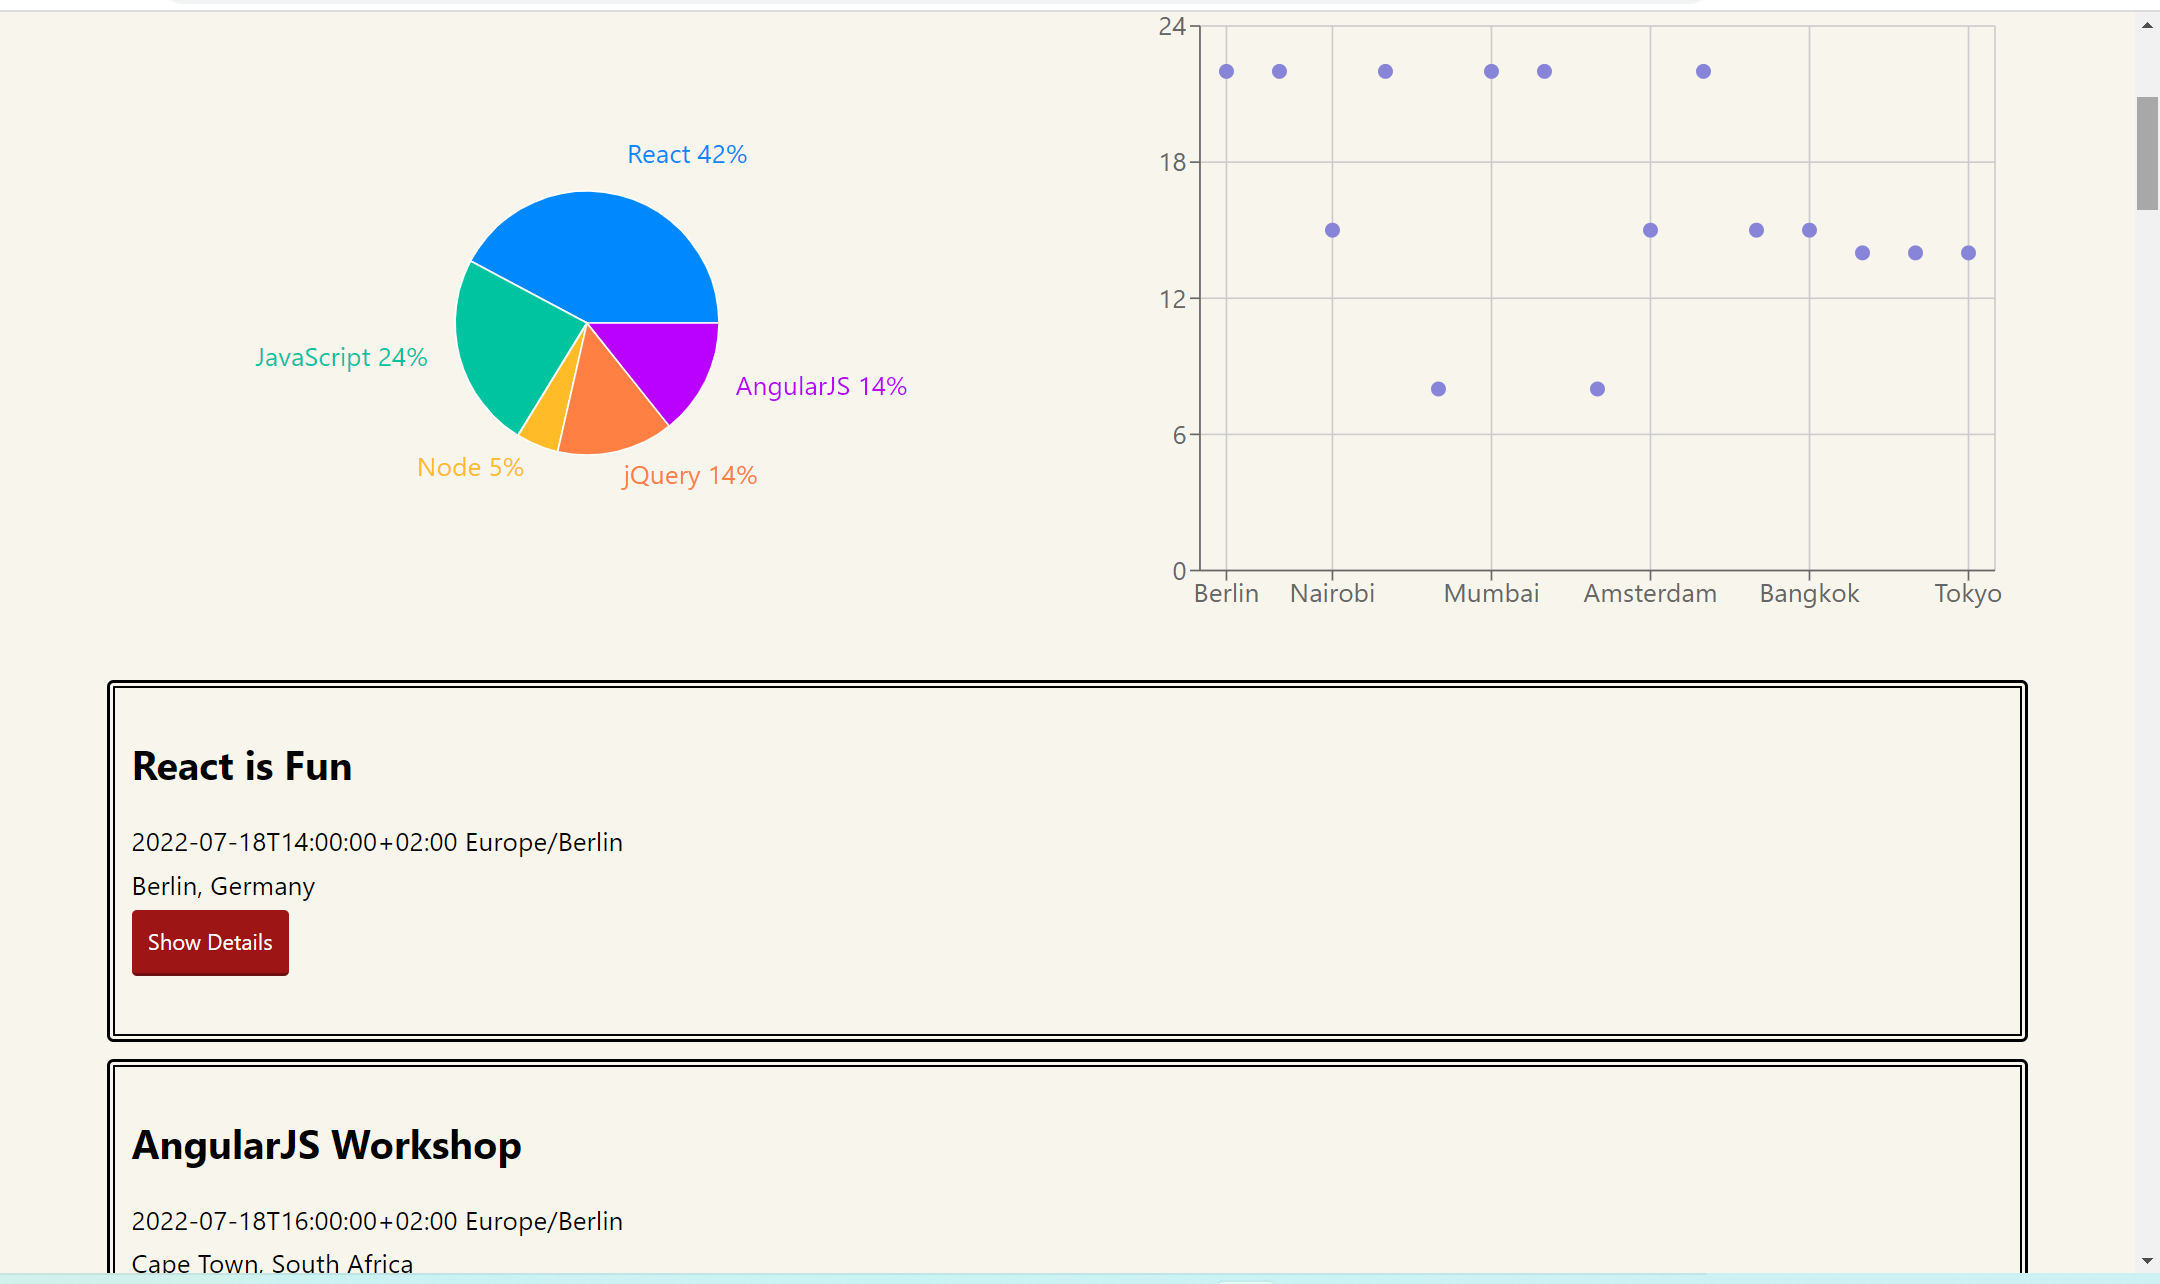 React 42%
JavaScript 24%
AngularJS 14%
Node 5%
jQuery 14%
24
18
12
6
0
Berlin Nairobi Mumbai Amsterdam Bangkok Tokyo
React is Fun
2022-07-18T14:00:00+02:00 Europe/Berlin
Berlin, Germany
Show Details
AngularJS Workshop
2022-07-18T16:00:00+02:00 Europe/Berlin
Cape Town, South Africa